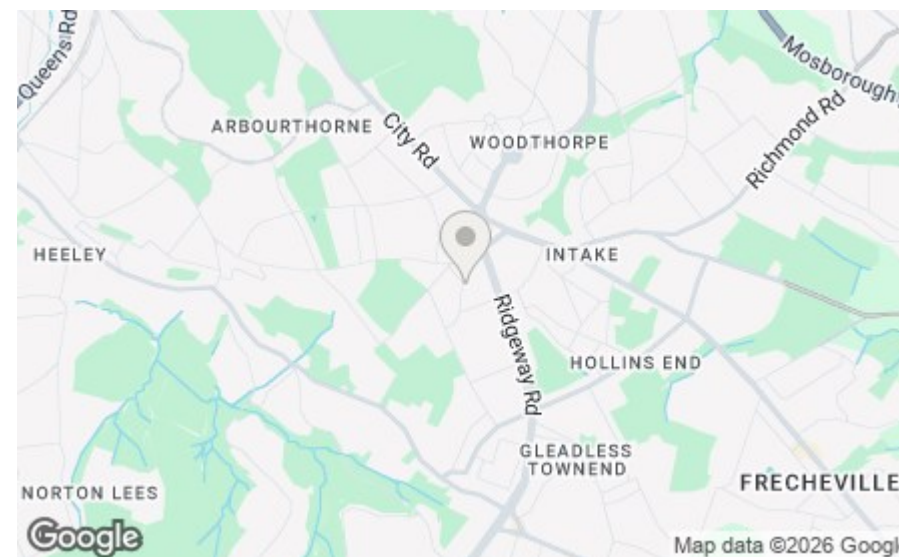 Queens Rd
ARBOURTHORNE
City Rd
WOODTHORPE
Mosborough
Richmond Rd
HEELEY
INTAKE
Ridgeway Rd
HOLLINS END
GLEADLESS
TOWNEND
NORTON LEES
FRECHEVILLE
Google
Map data ©2026 Googl